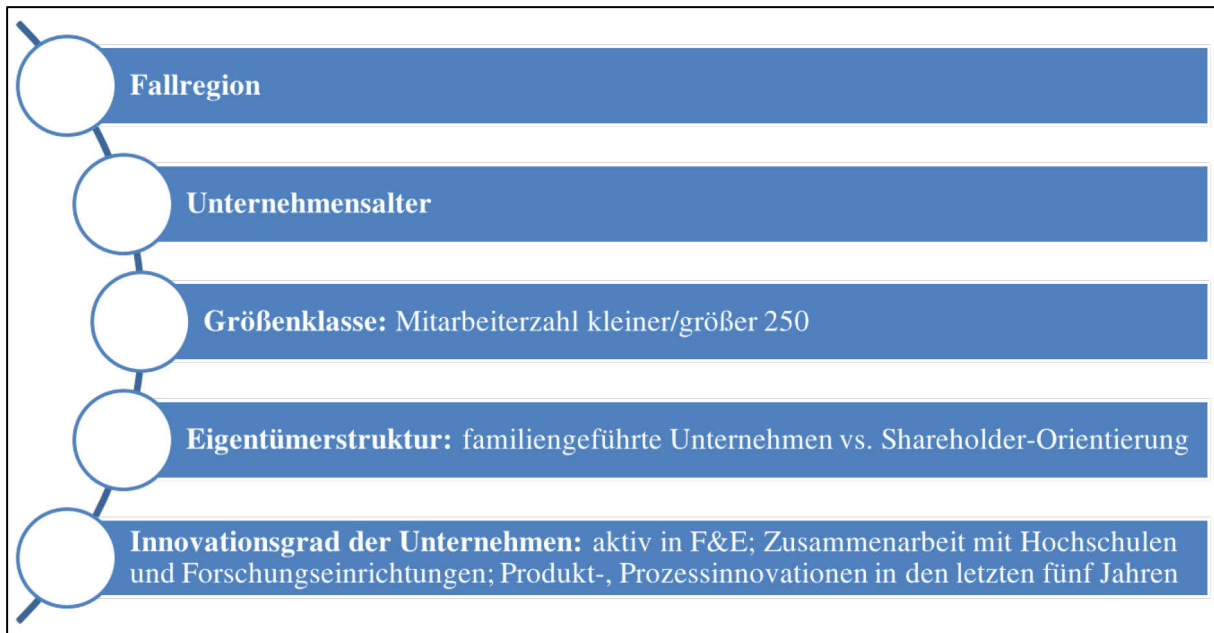 Fallregion
Unternehmensalter
Größenklasse: Mitarbeiterzahl kleiner/größer 250
Eigentümerstruktur: familiengeführte Unternehmen vs. Shareholder-Orientierung
Innovationsgrad der Unternehmen: aktiv in F&E; Zusammenarbeit mit Hochschulen
und Forschungseinrichtungen; Produkt-, Prozessinnovationen in den letzten fünf Jahren